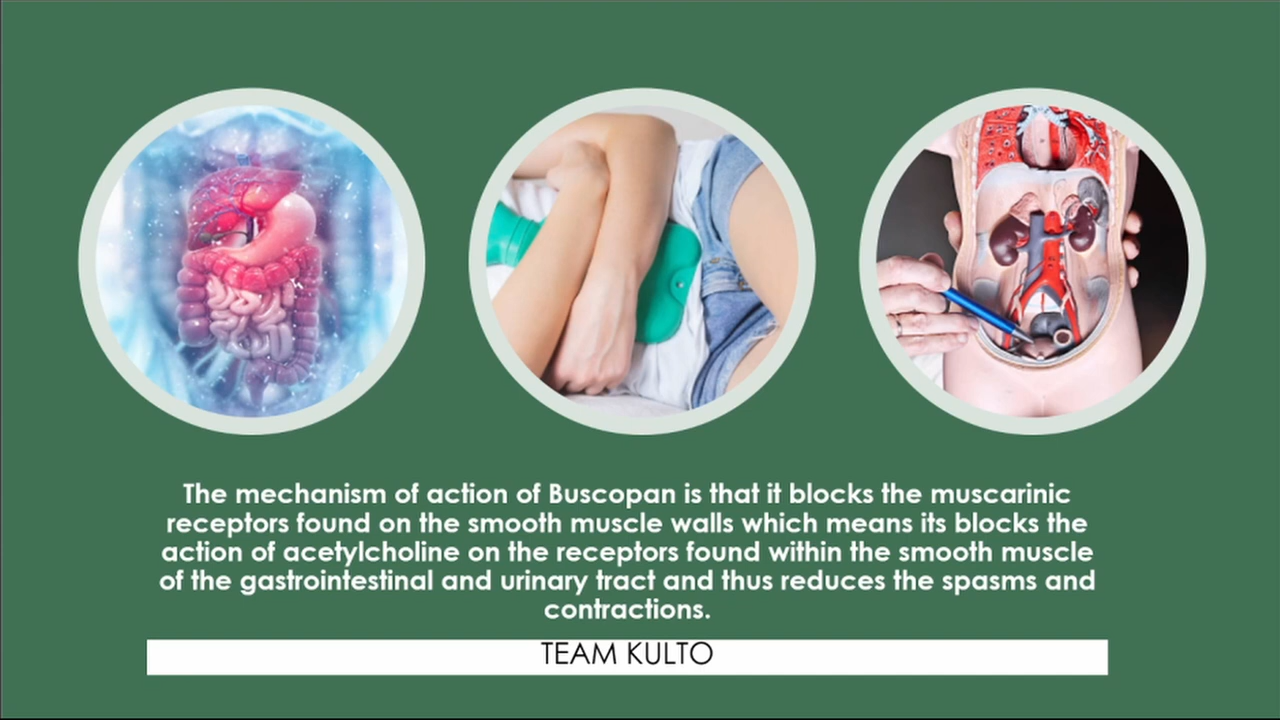 The mechanism of action of Buscopan is that it blocks the muscarinic
receptors found on the smooth muscle walls which means its blocks the
action of acetylcholine on the receptors found within the smooth muscle
of the gastrointestinal and urinary tract and thus reduces the spasms and
contractions.
TEAM KULTO